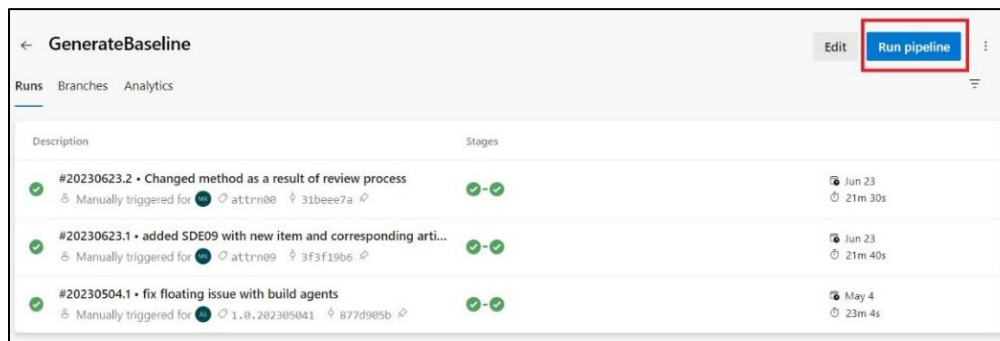 GenerateBaseline
Edit
Run pipeline
Runs Branches Analytics
Description Stages
#20230623.2 • Changed method as a result of review process
Manually triggered for MK attrn00 31beee7a
Jun 23
21m 30s
#20230623.1 • added SDE09 with new item and corresponding arti...
Manually triggered for MK attrn09 3f3f19b6
Jun 23
21m 40s
#20230504.1 • fix floating issue with build agents
Manually triggered for AS 1.0.202305041 877d905b
May 4
23m 4s